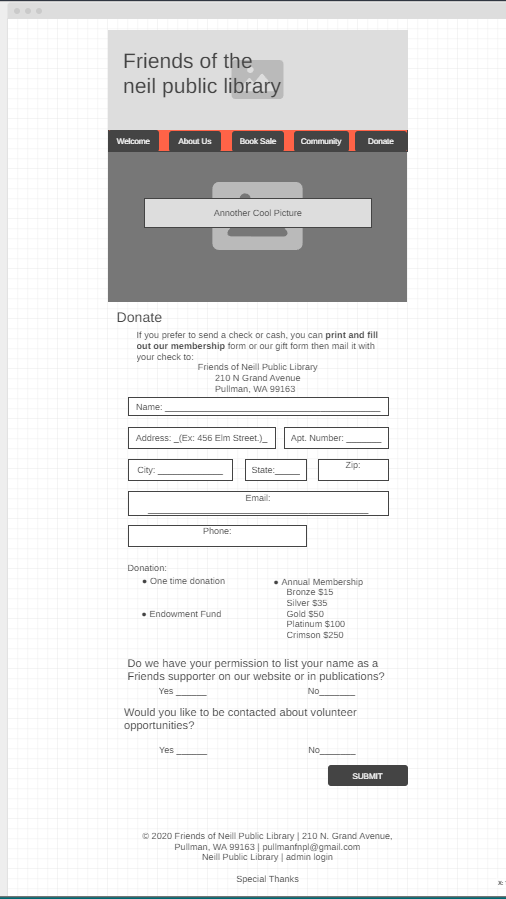 Friends of the
neil public library
Welcome About Us Book Sale Community Donate
Annother Cool Picture
Donate
If you prefer to send a check or cash, you can print and fill
out our membership form or our gift form then mail it with
your check to:
Friends of Neill Public Library
210 N Grand Avenue
Pullman, WA 99163
Name: ___________________________________________
Address: _(Ex: 456 Elm Street.)_ Apt. Number: _______
City: _____________ State:_____ Zip:
Email:
____________________________________________
Phone:
Donation:
● One time donation ● Annual Membership
Bronze $15
Silver $35
● Endowment Fund Gold $50
Platinum $100
Crimson $250
Do we have your permission to list your name as a
Friends supporter on our website or in publications?
Yes ______ No_______
Would you like to be contacted about volunteer
opportunities?
Yes ______ No_______
SUBMIT
© 2020 Friends of Neill Public Library | 210 N. Grand Avenue,
Pullman, WA 99163 | pullmanfnpl@gmail.com
Neill Public Library | admin login
Special Thanks
x: